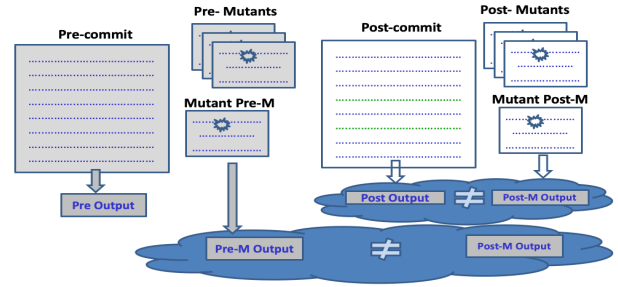 Pre-commit
Pre- Mutants
Post-commit
Post- Mutants
Mutant Pre-M
Mutant Post-M
Pre Output
Post Output
≠
Post-M Output
Pre-M Output
≠
Post-M Output